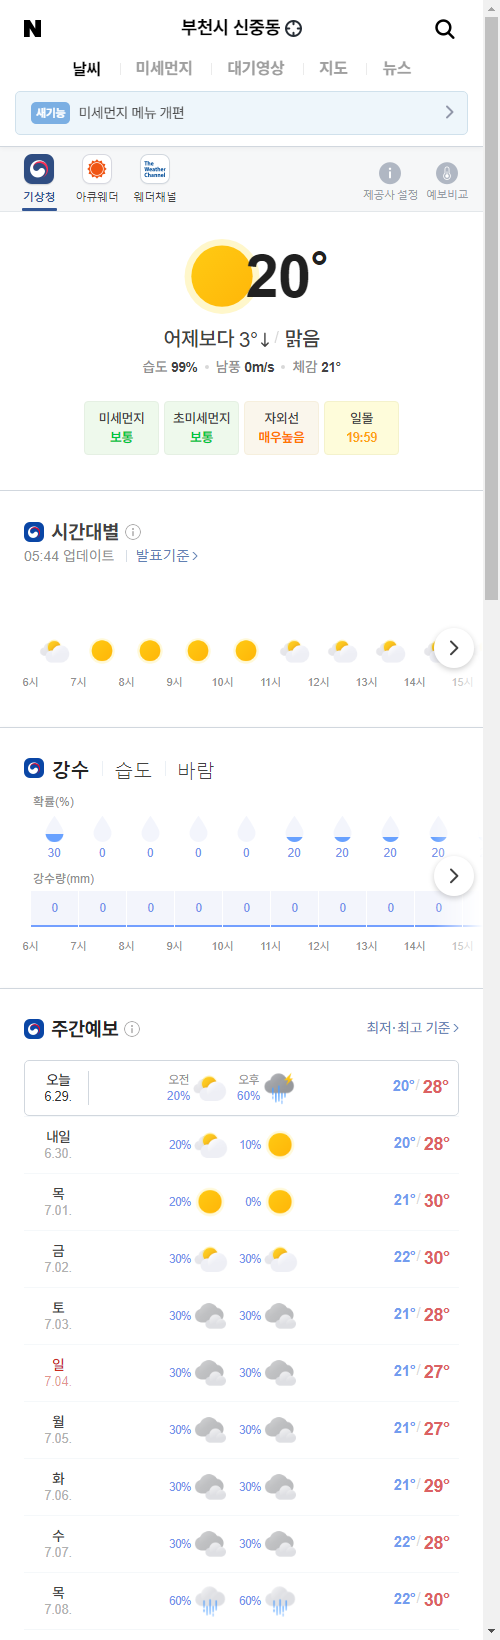 N 부천시 신중동
날씨 미세먼지 대기영상 지도 뉴스
새기능 미세먼지 메뉴 개편
The Weather Channel
기상청 아큐웨더 웨더채널 제공사 설정 예보비교
20°
어제보다 3°↓ / 맑음
습도 99% • 남풍 0m/s • 체감 21°
미세먼지 초미세먼지 자외선 일몰
보통 보통 매우높음 19:59
시간대별
05:44 업데이트 발표기준 >
6시 7시 8시 9시 10시 11시 12시 13시 14시 15시
강수 습도 바람
확률(%)
30 0 0 0 0 20 20 20 20
강수량(mm)
0 0 0 0 0 0 0 0 0
6시 7시 8시 9시 10시 11시 12시 13시 14시 15시
주간예보 최저·최고 기준 >
오늘 6.29. 오전 20% 오후 60% 20°/ 28°
내일 6.30. 20% 10% 20°/ 28°
목 7.01. 20% 0% 21°/ 30°
금 7.02. 30% 30% 22°/ 30°
토 7.03. 30% 30% 21°/ 28°
일 7.04. 30% 30% 21°/ 27°
월 7.05. 30% 30% 21°/ 27°
화 7.06. 30% 30% 21°/ 29°
수 7.07. 30% 30% 22°/ 28°
목 7.08. 60% 60% 22°/ 30°